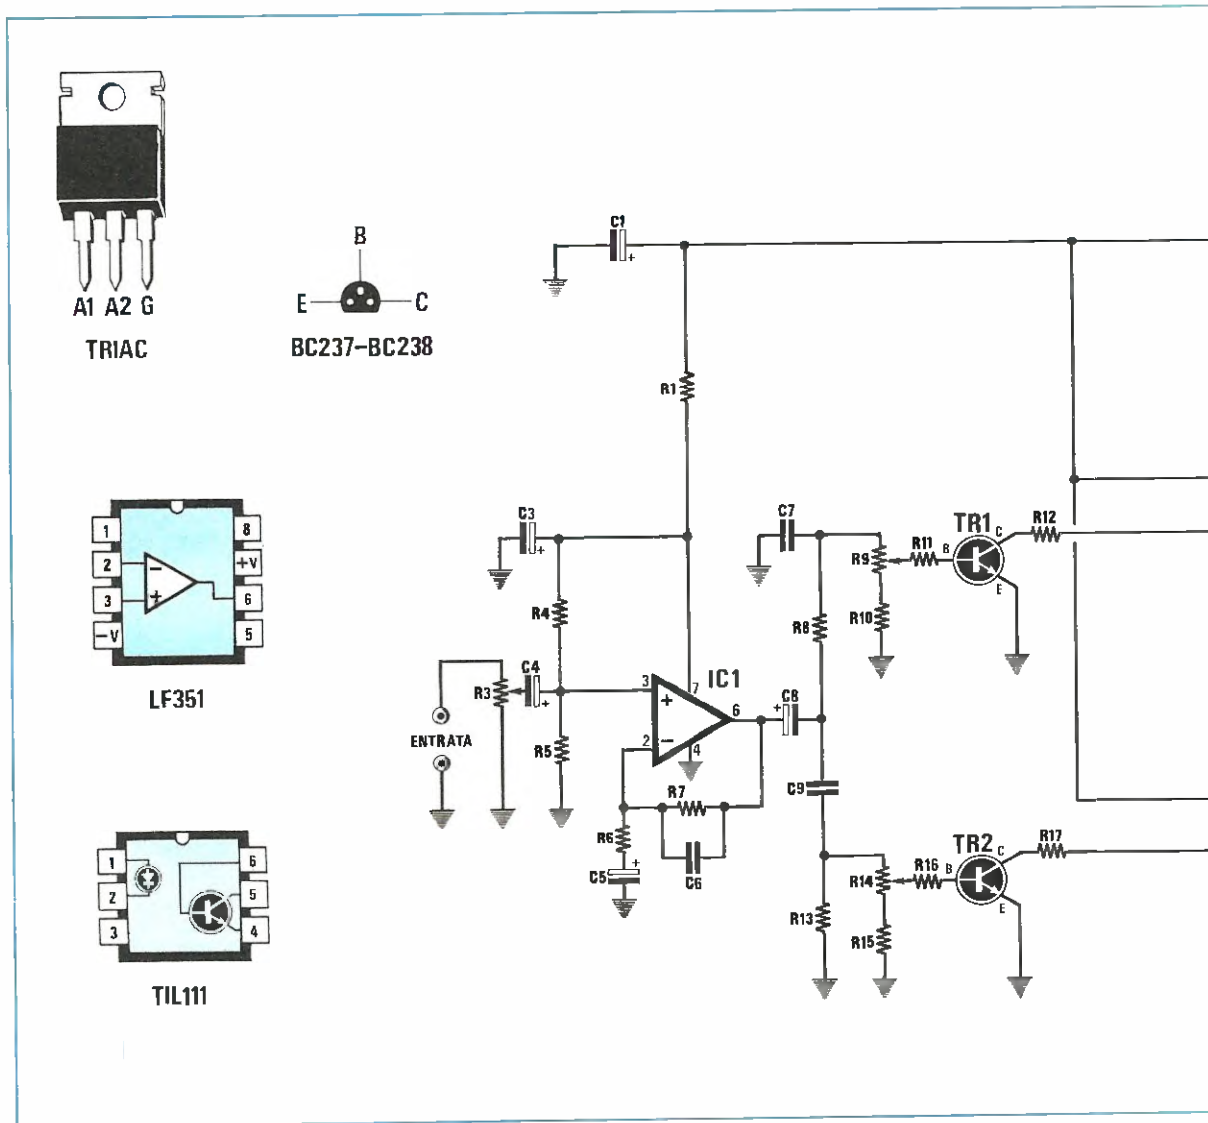 A1 A2 G
TRIAC
B
E
C
BC237-BC238
1
2
3
-V
8
+V
6
5
LF351
1
2
3
6
5
4
TIL111
C1
+
R1
C3
+
R4
C4
+
R3
R5
ENTRATA
3
+
2
-
7
4
6
IC1
R7
R6
C6
C5
+
C7
R8
C8
+
C9
R9
R10
R11
B
TR1
C
E
R12
R13
R14
R15
R16
B
TR2
C
E
R17